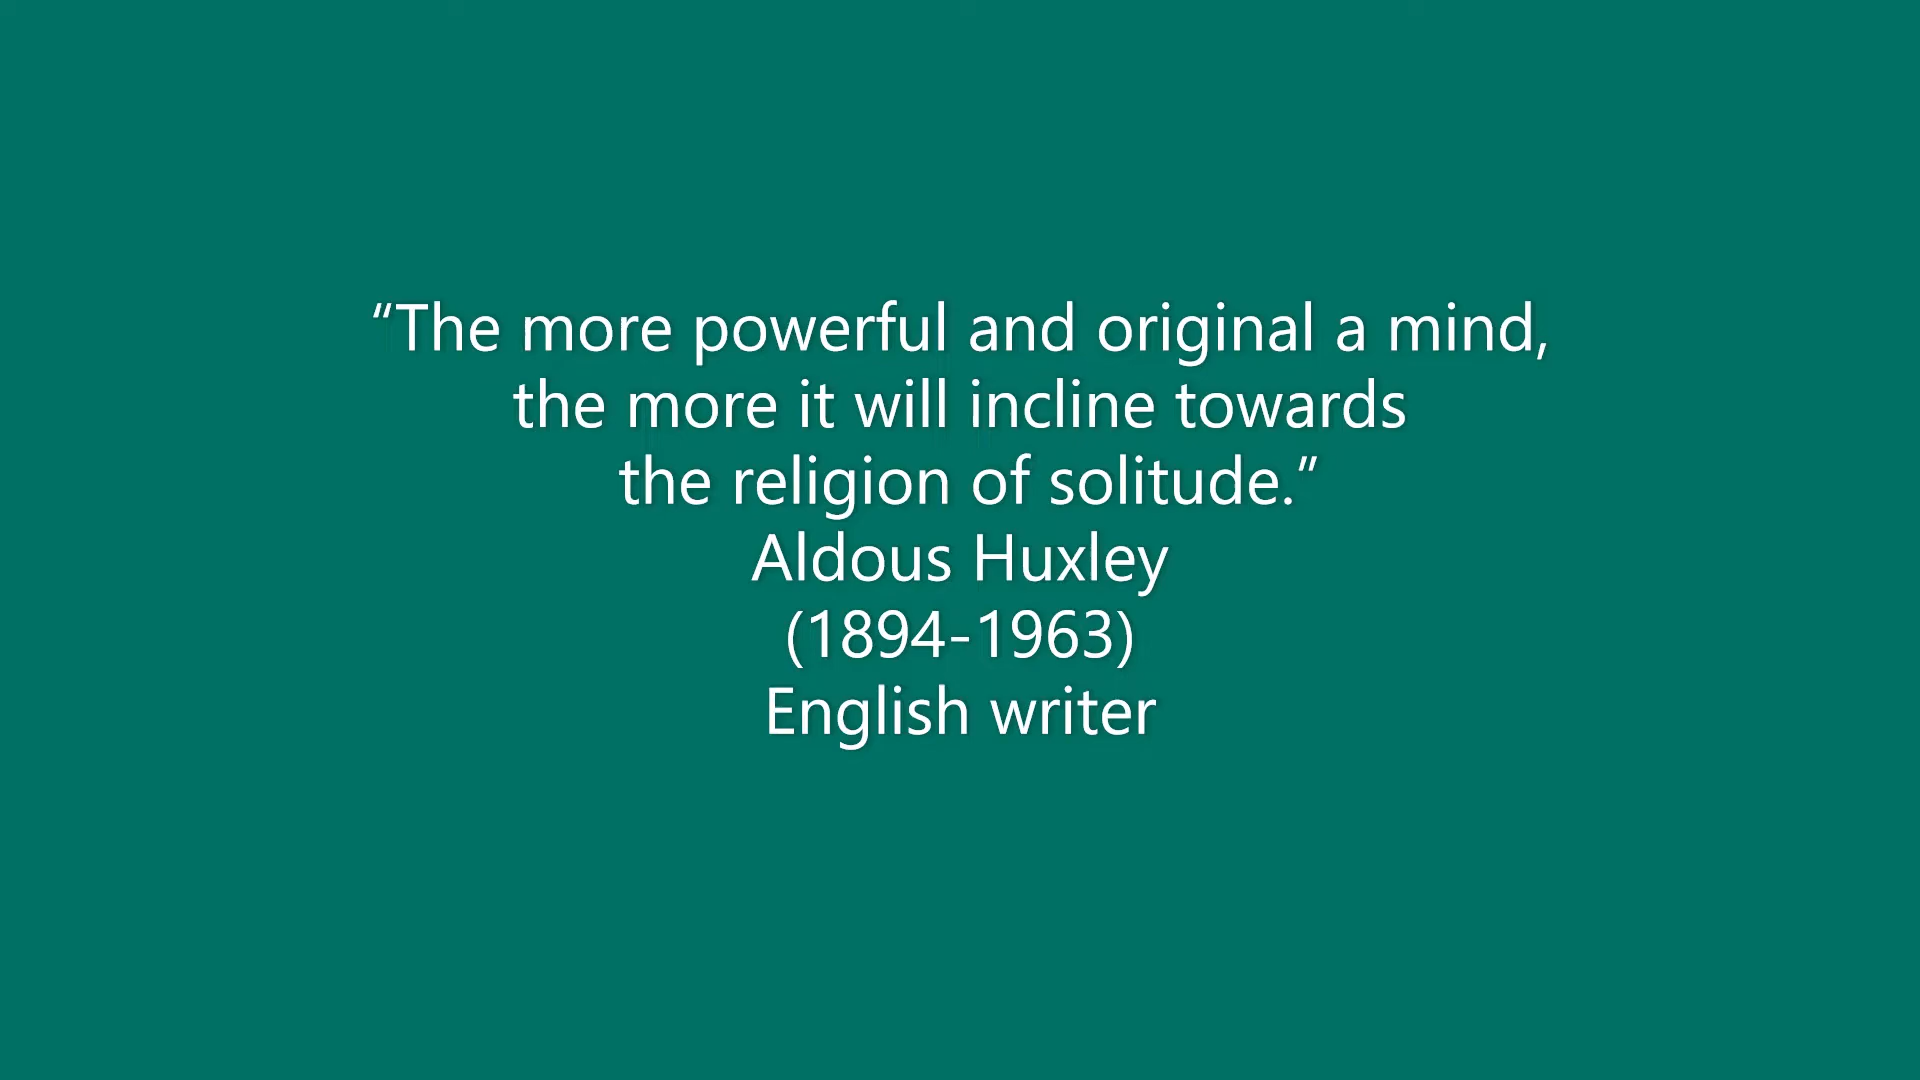 “The more powerful and original a mind,
the more it will incline towards
the religion of solitude.”
Aldous Huxley
(1894-1963)
English writer